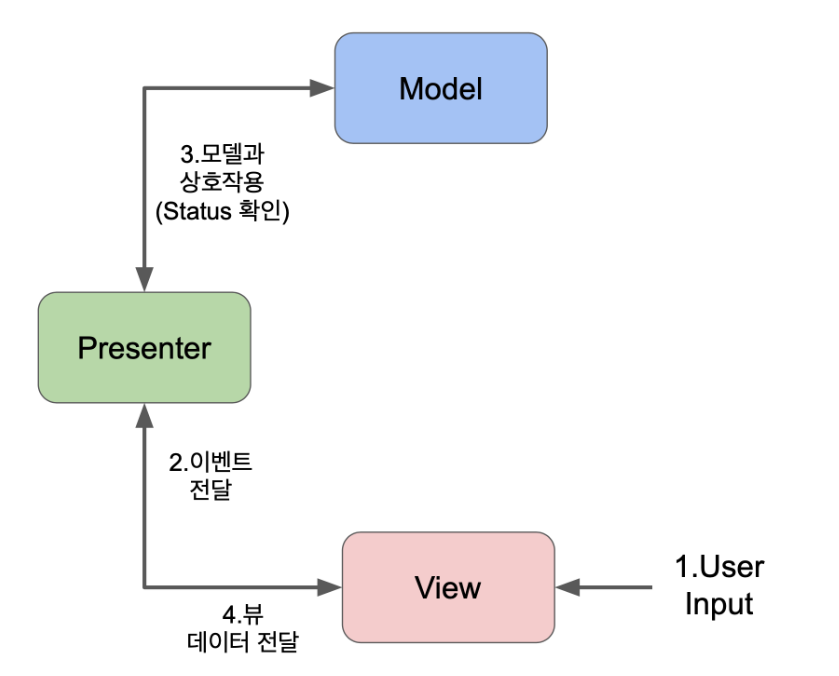 Model
3.모델과
상호작용
(Status 확인)
Presenter
2.이벤트
전달
View
1.User
Input
4.뷰
데이터 전달